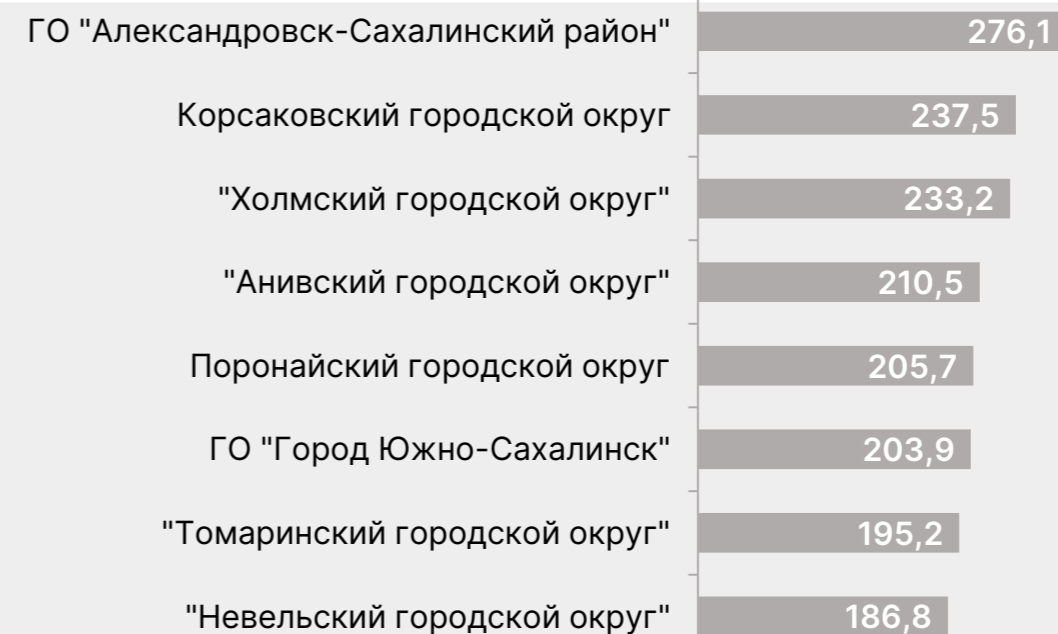 ГО "Александровск-Сахалинский район" 276,1
Корсаковский городской округ 237,5
"Холмский городской округ" 233,2
"Анивский городской округ" 210,5
Поронайский городской округ 205,7
ГО "Город Южно-Сахалинск" 203,9
"Томаринский городской округ" 195,2
"Невельский городской округ" 186,8